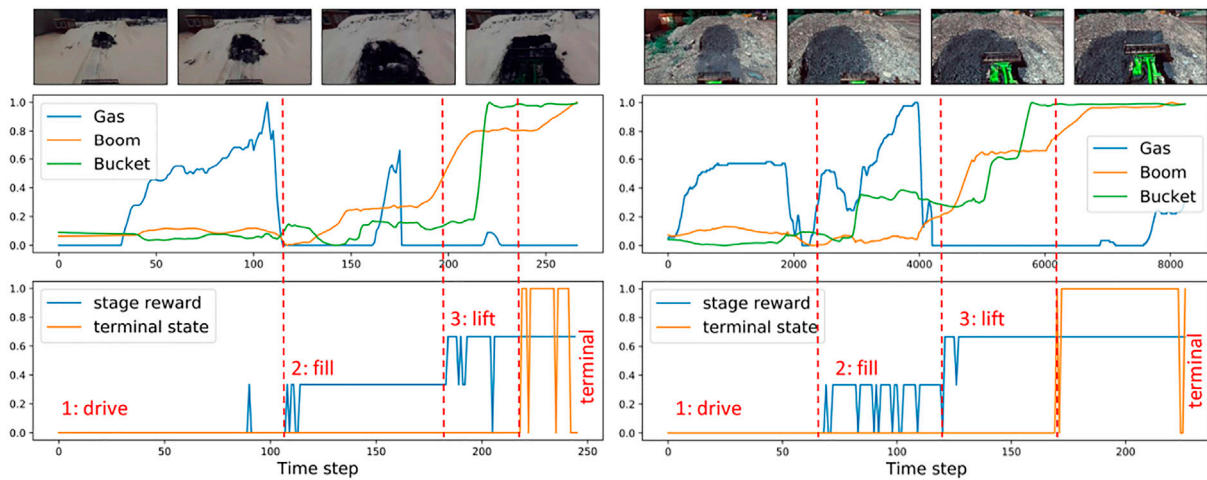 1.0
0.8
0.6
0.4
0.2
0.0
Gas
Boom
Bucket
0 50 100 150 200 250
1.0
0.8
0.6
0.4
0.2
0.0
Gas
Boom
Bucket
0 2000 4000 6000 8000
1.0
0.8
0.6
0.4
0.2
0.0
stage reward
terminal state
1: drive
2: fill
3: lift
terminal
0 50 100 150 200 250
Time step
1.0
0.8
0.6
0.4
0.2
0.0
stage reward
terminal state
1: drive
2: fill
3: lift
terminal
0 50 100 150 200
Time step